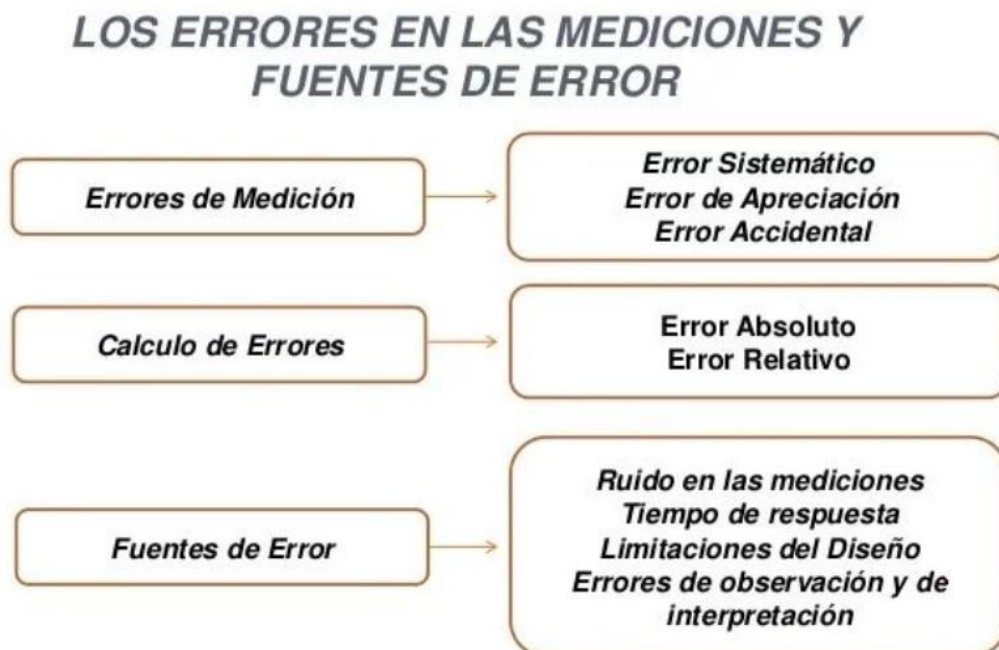 LOS ERRORES EN LAS MEDICIONES Y
FUENTES DE ERROR
Errores de Medición
Error Sistemático
Error de Apreciación
Error Accidental
Calculo de Errores
Error Absoluto
Error Relativo
Fuentes de Error
Ruido en las mediciones
Tiempo de respuesta
Limitaciones del Diseño
Errores de observación y de
interpretación